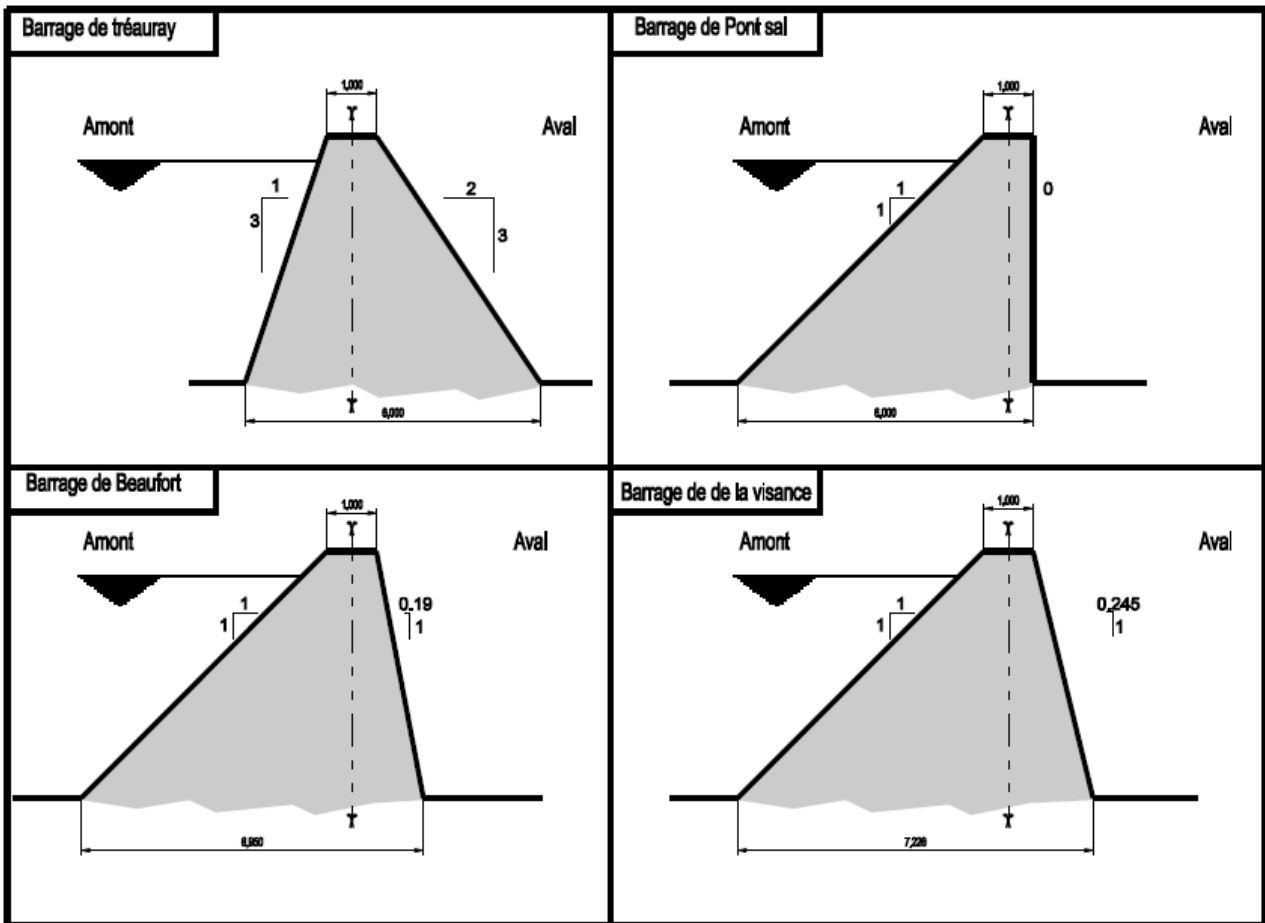 Barrage de tréauray
1,000
Amont
Aval
1
3
2
3
6,000
Barrage de Pont sal
1,000
Amont
Aval
1
1
0
6,000
Barrage de Beaufort
1,000
Amont
Aval
1
1
0.19
1
6,950
Barrage de de la visance
1,000
Amont
Aval
1
1
0.245
1